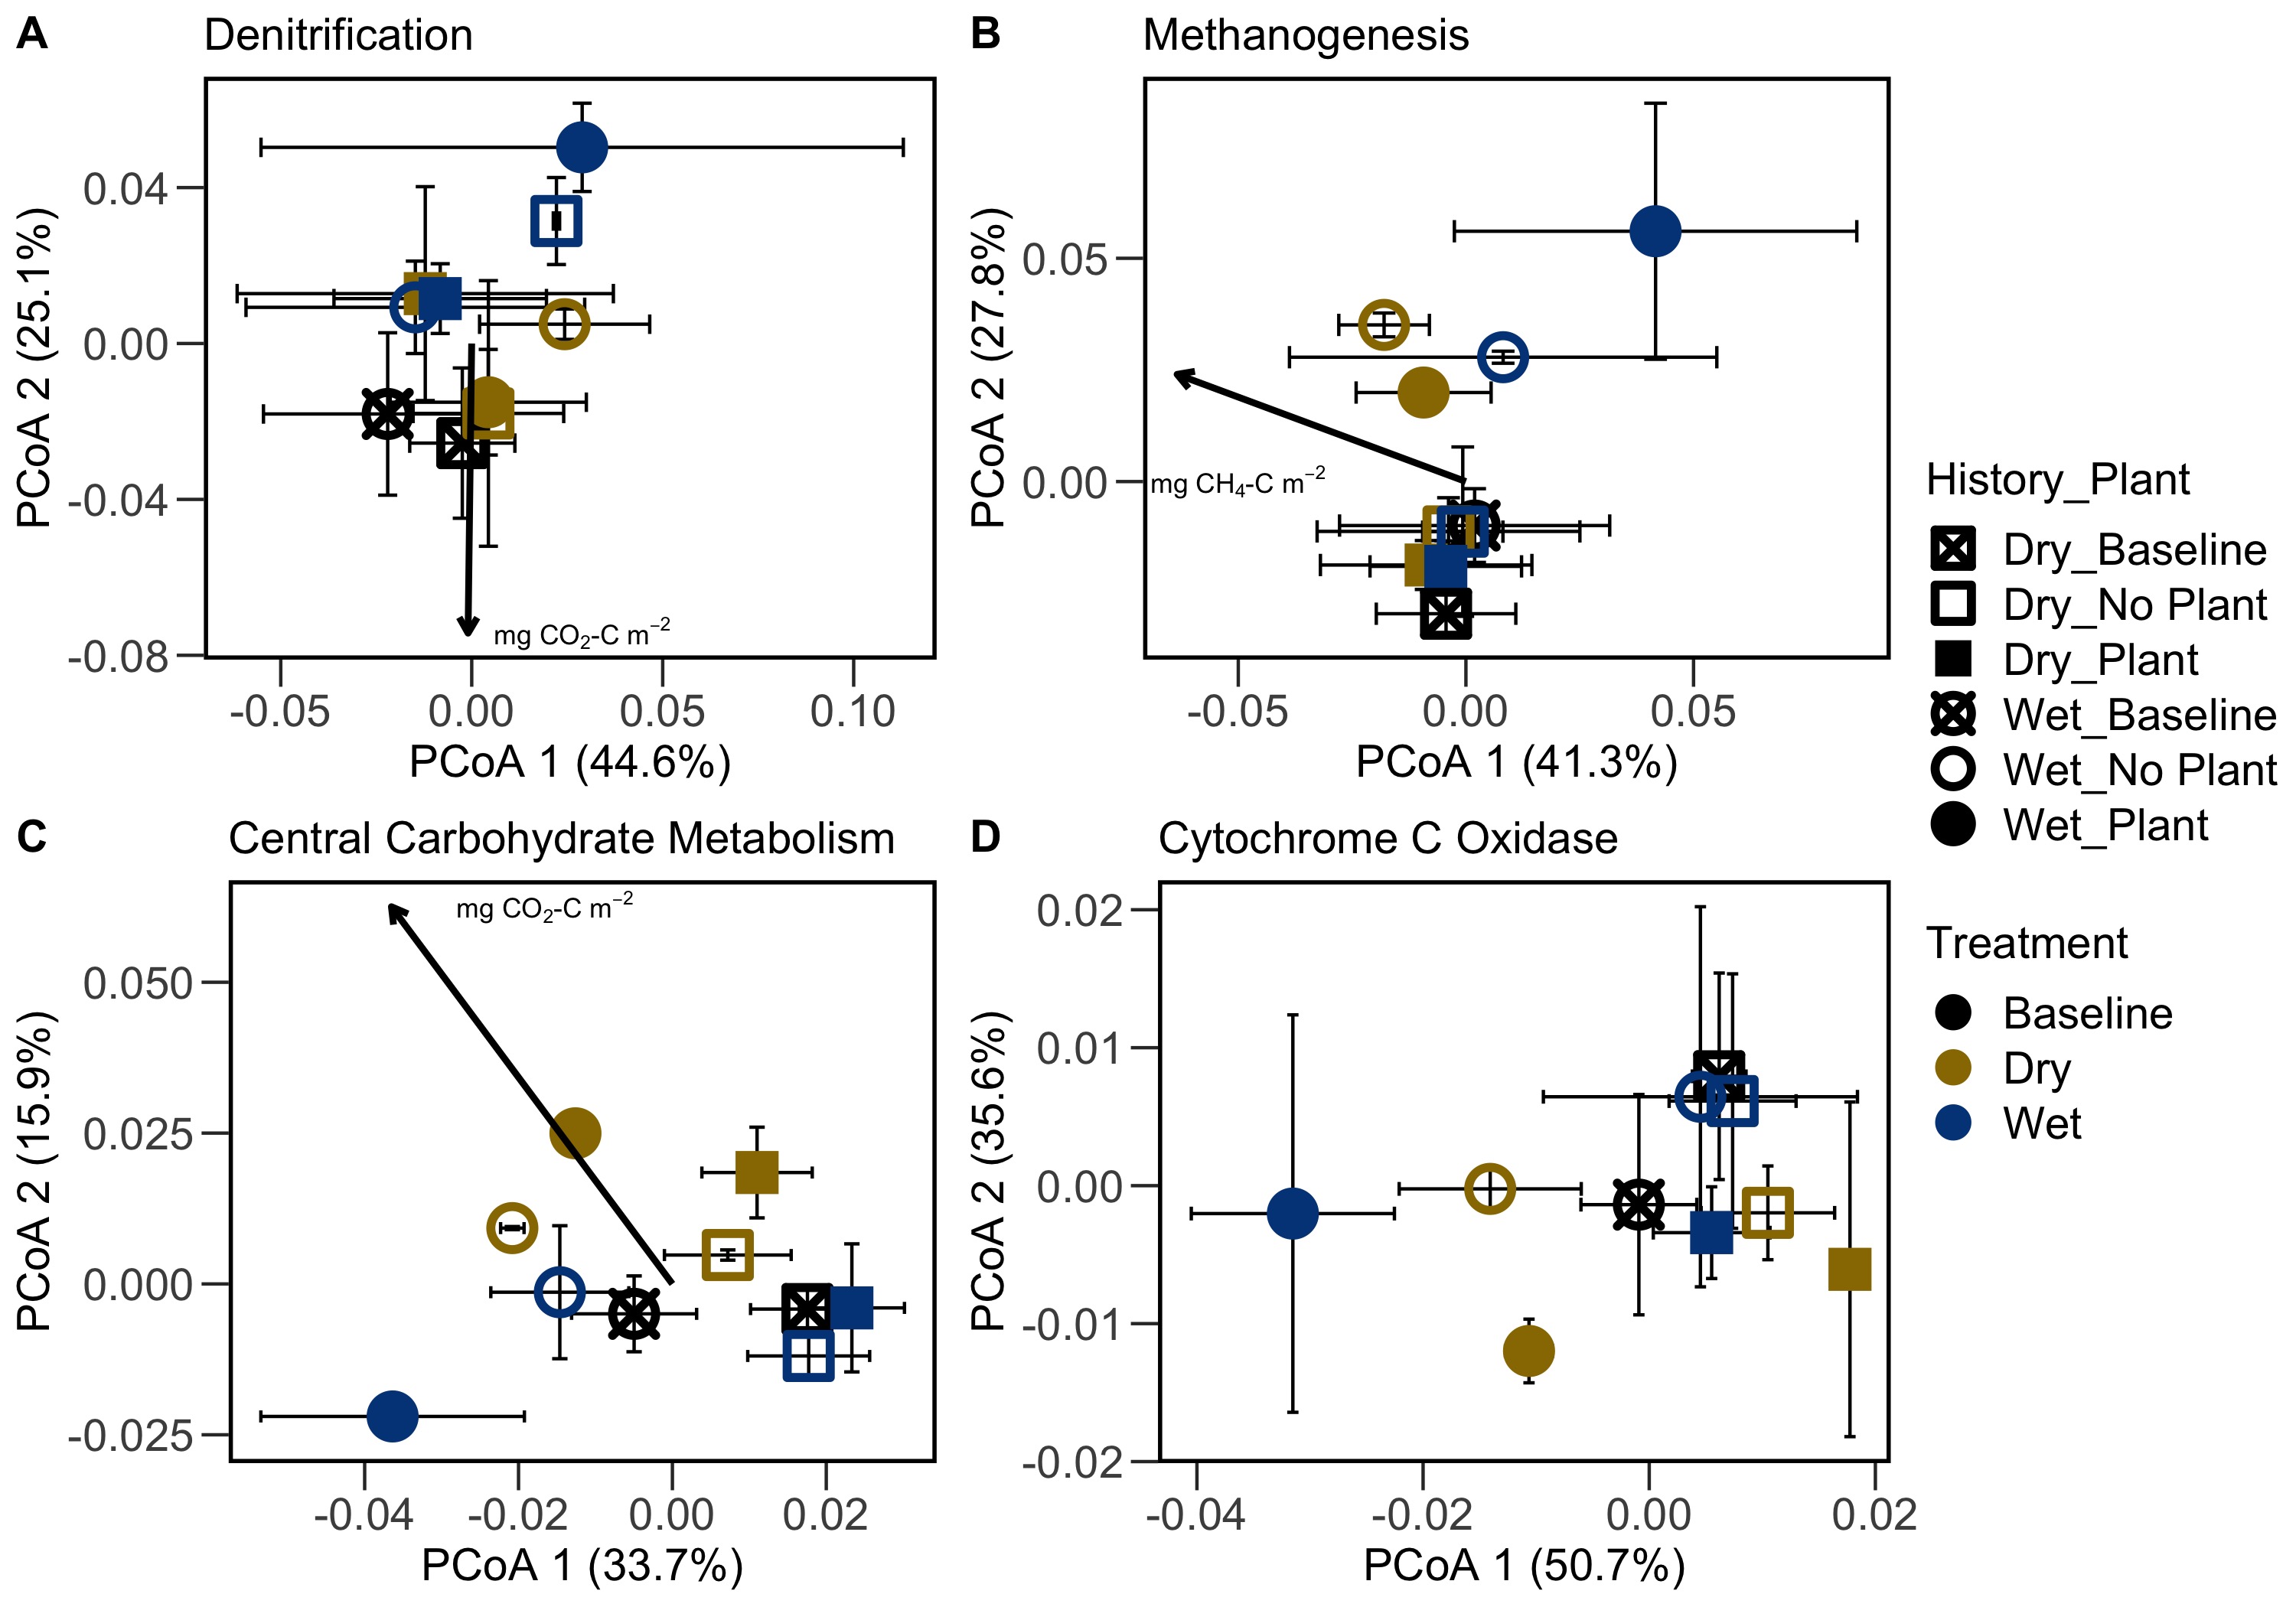 A Denitrification
PCoA 2 (25.1%)
0.04
0.00
-0.04
-0.08
mg CO₂-C m⁻²
-0.05 0.00 0.05 0.10
PCoA 1 (44.6%)
B Methanogenesis
PCoA 2 (27.8%)
0.05
0.00
mg CH₄-C m⁻²
-0.05 0.00 0.05
PCoA 1 (41.3%)
C Central Carbohydrate Metabolism
PCoA 2 (15.9%)
mg CO₂-C m⁻²
0.050
0.025
0.000
-0.025
-0.04 -0.02 0.00 0.02
PCoA 1 (33.7%)
D Cytochrome C Oxidase
PCoA 2 (35.6%)
0.02
0.01
0.00
-0.01
-0.02
-0.04 -0.02 0.00 0.02
PCoA 1 (50.7%)
History_Plant
Dry_Baseline
Dry_No Plant
Dry_Plant
Wet_Baseline
Wet_No Plant
Wet_Plant
Treatment
Baseline
Dry
Wet